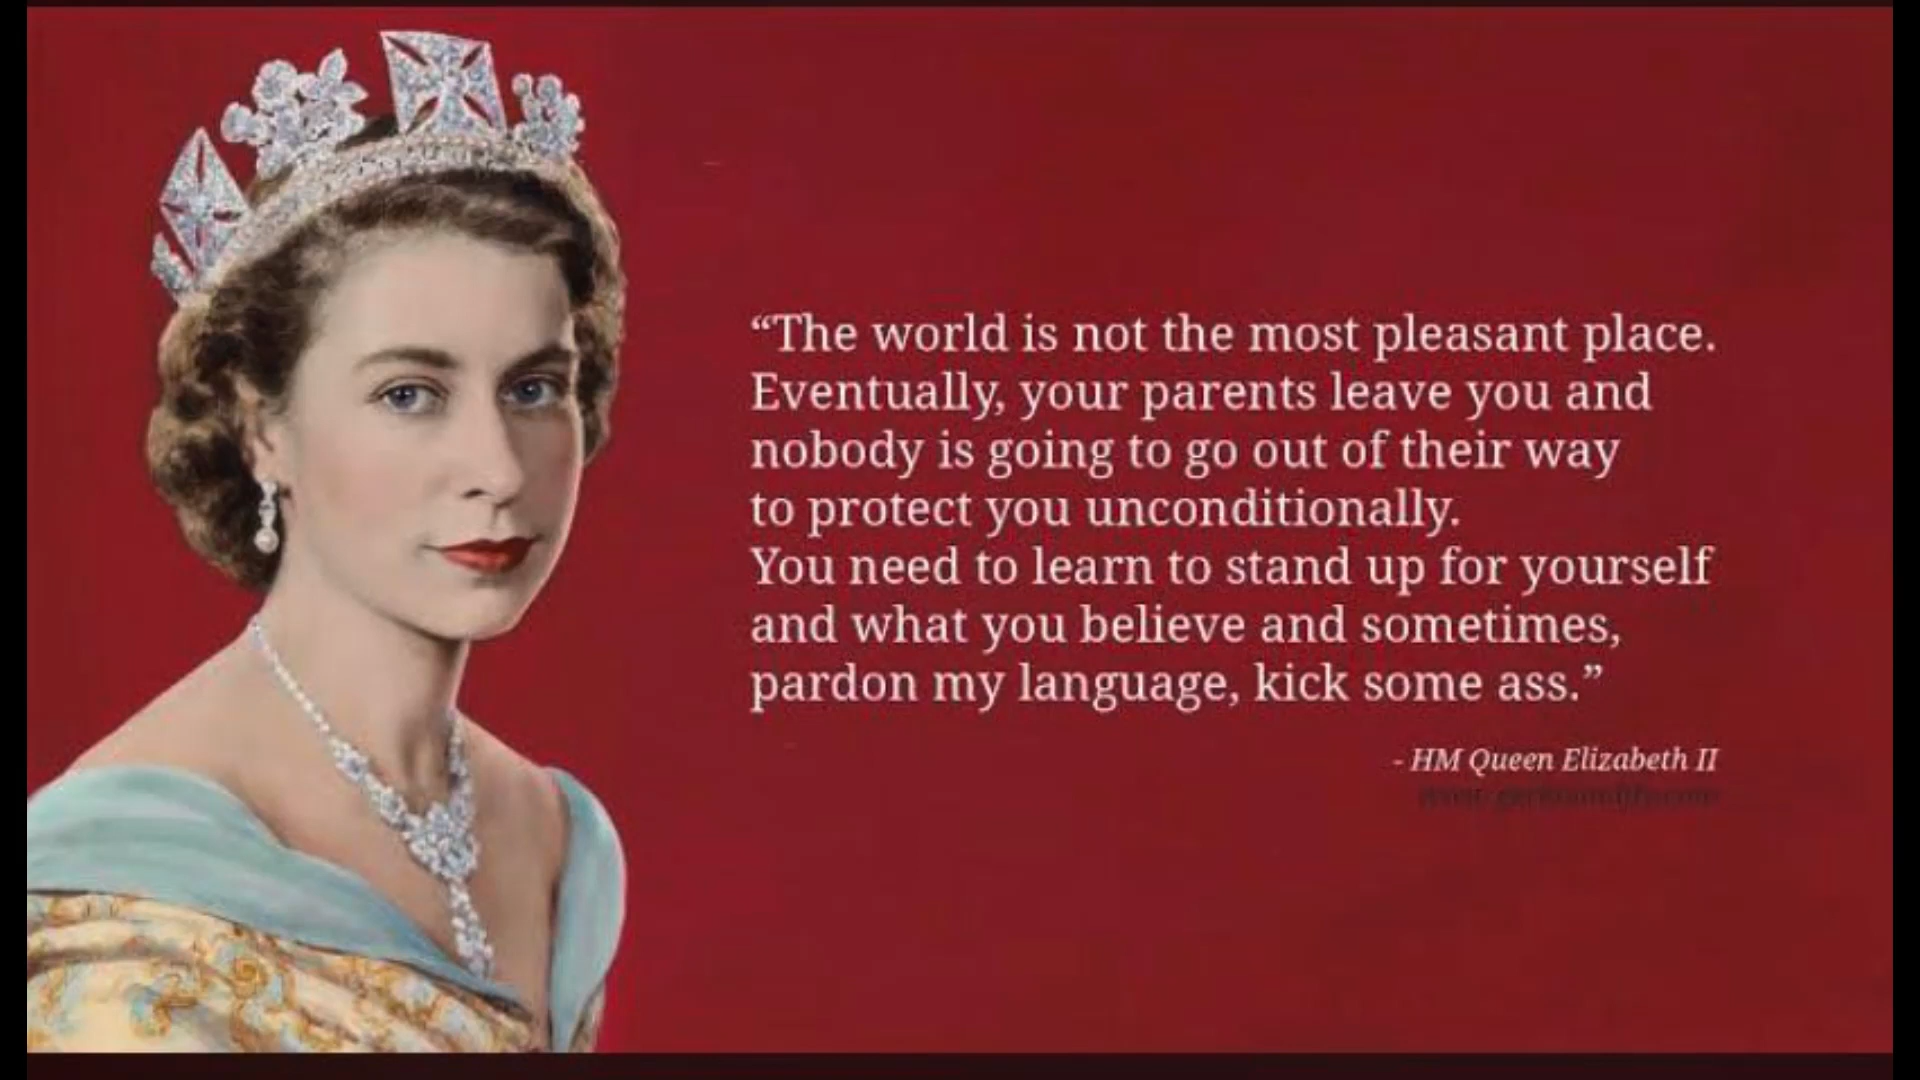 “The world is not the most pleasant place.
Eventually, your parents leave you and
nobody is going to go out of their way
to protect you unconditionally.
You need to learn to stand up for yourself
and what you believe and sometimes,
pardon my language, kick some ass.”
- HM Queen Elizabeth II